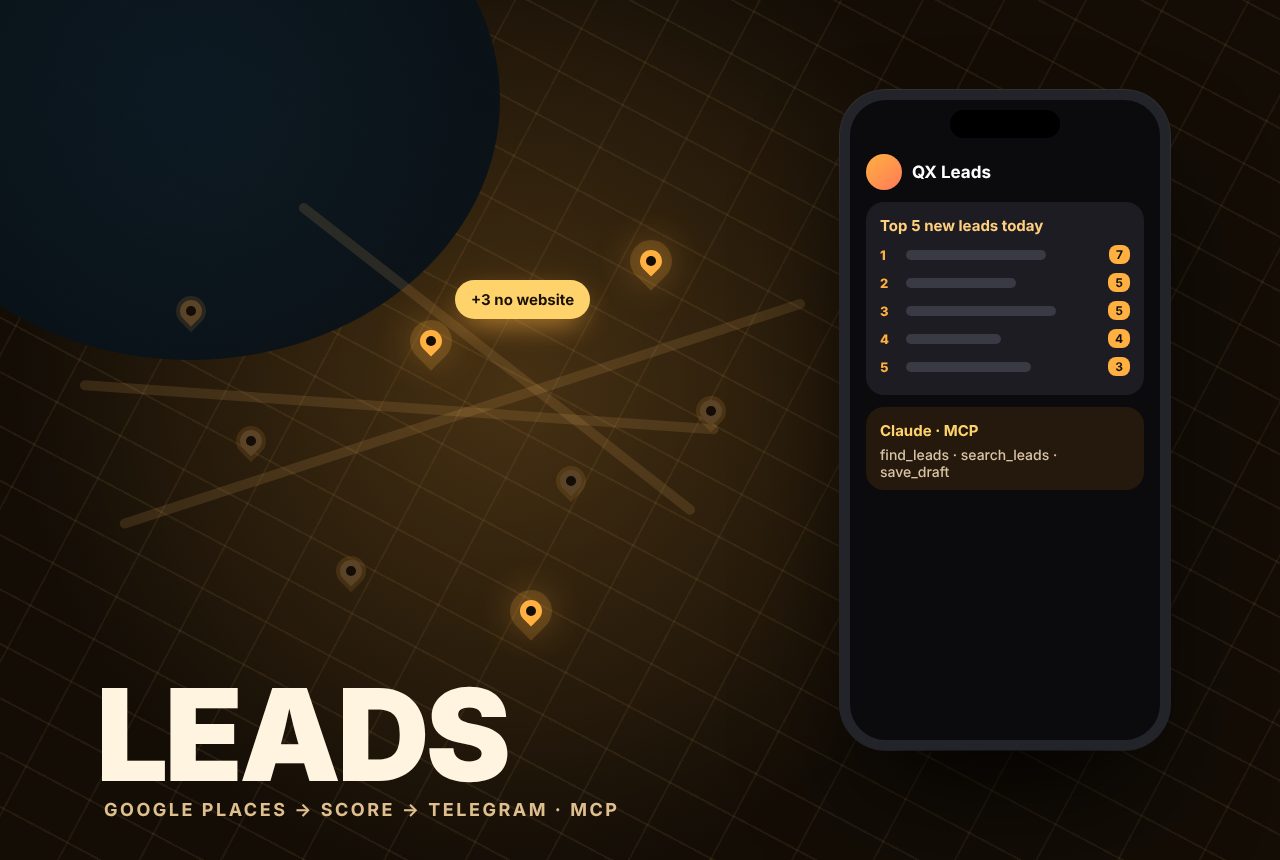 +3 no website
QX Leads
Top 5 new leads today
1 7
2 5
3 5
4 4
5 3
Claude · MCP
find_leads · search_leads ·
save_draft
LEADS
GOOGLE PLACES → SCORE → TELEGRAM · MCP